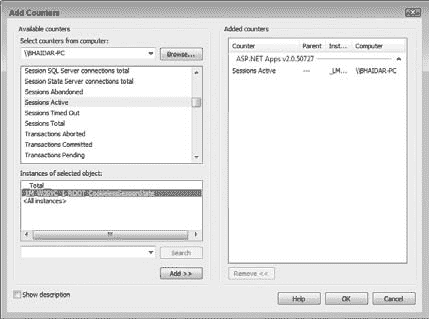 Add Counters
Available counters
Select counters from computer:
\\BHAIDAR-PC
Browse...
Session SQL Server connections total
Session State Server connections total
Sessions Abandoned
Sessions Active
Sessions Timed Out
Sessions Total
Transactions Aborted
Transactions Committed
Transactions Pending
Instances of selected object:
__Total__
CookielessSessionState
<All instances>
Search
Add >>
Show description
Added counters
Counter Parent Inst... Computer
ASP.NET Apps v2.0.50727
Sessions Active --- _LM... \\BHAIDAR-PC
Remove <<
Help
OK
Cancel